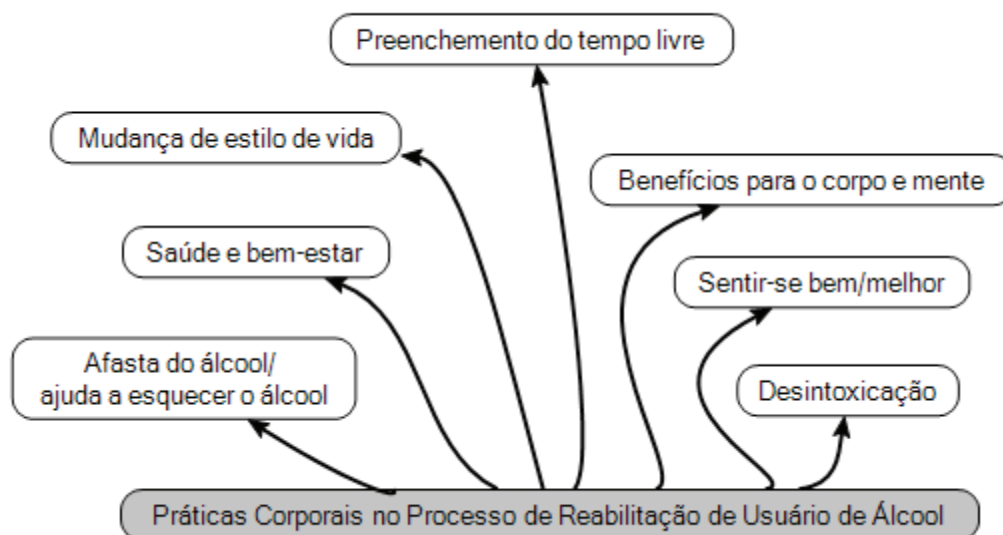 Preenchemento do tempo livre
Mudança de estilo de vida
Benefícios para o corpo e mente
Saúde e bem-estar
Sentir-se bem/melhor
Afasta do álcool/
ajuda a esquecer o álcool
Desintoxicação
Práticas Corporais no Processo de Reabilitação de Usuário de Álcool